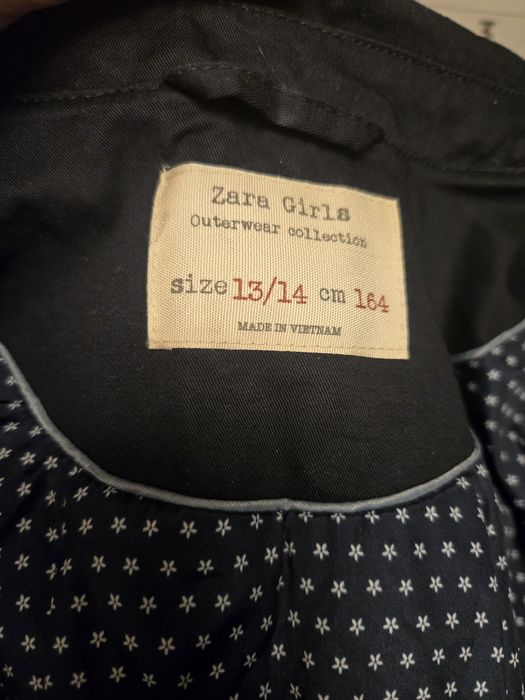 Zara Girls
Outerwear collection
size 13/14 cm 164
MADE IN VIETNAM